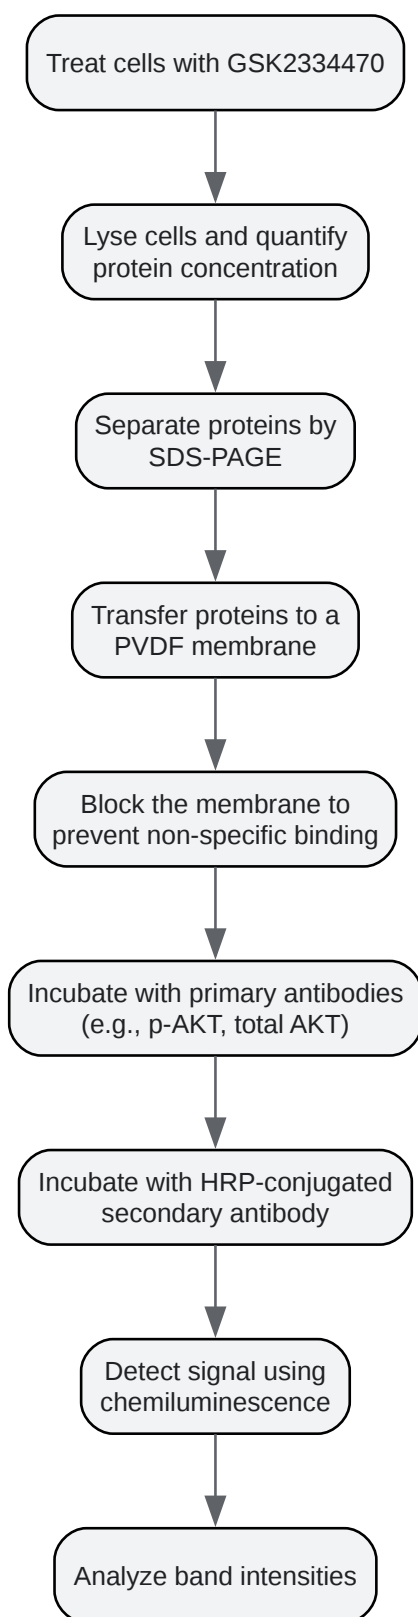 Treat cells with GSK2334470
Lyse cells and quantify
protein concentration
Separate proteins by
SDS-PAGE
Transfer proteins to a
PVDF membrane
Block the membrane to
prevent non-specific binding
Incubate with primary antibodies
(e.g., p-AKT, total AKT)
Incubate with HRP-conjugated
secondary antibody
Detect signal using
chemiluminescence
Analyze band intensities